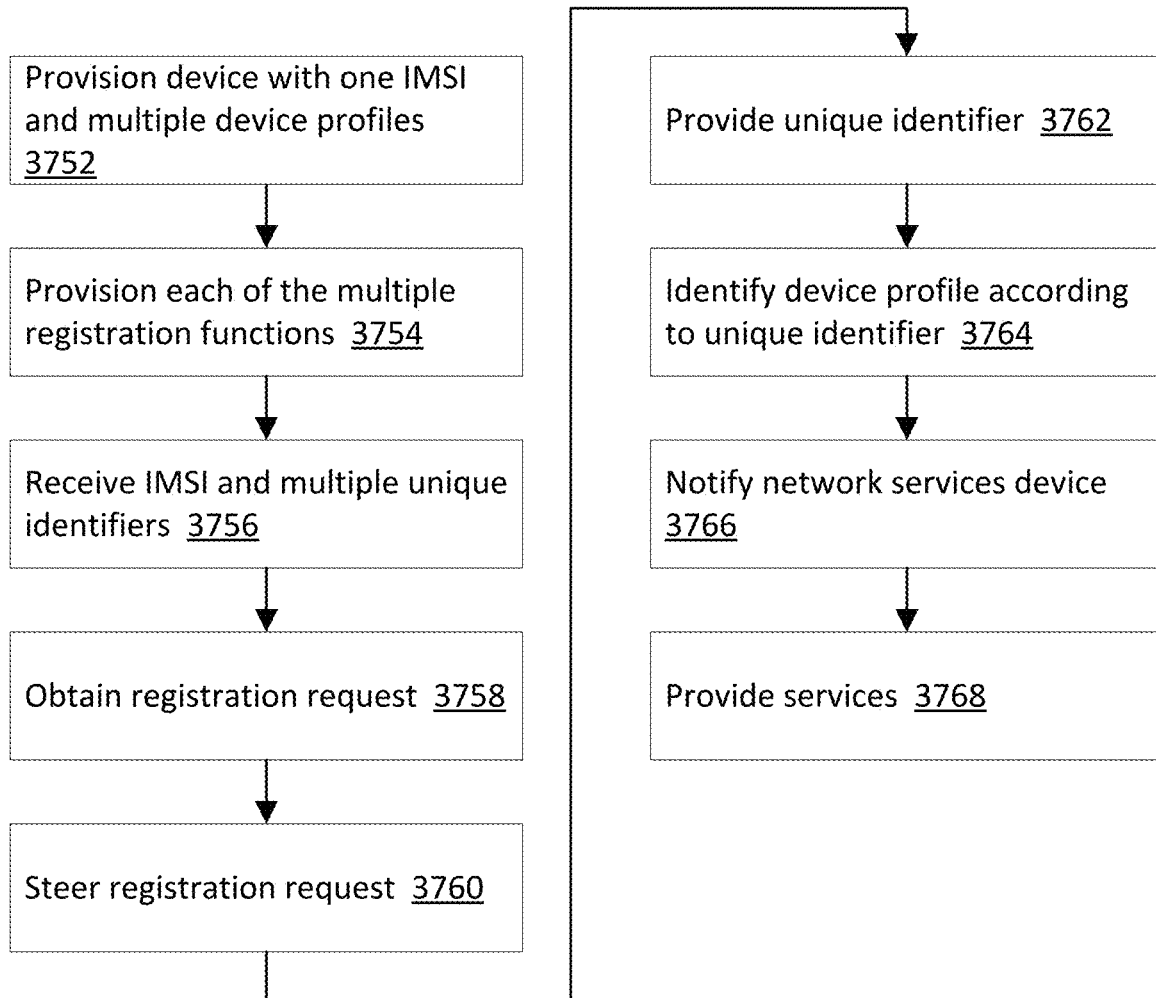 Provision device with one IMSI
and multiple device profiles
3752
Provision each of the multiple
registration functions 3754
Receive IMSI and multiple unique
identifiers 3756
Obtain registration request 3758
Steer registration request 3760
Provide unique identifier 3762
Identify device profile according
to unique identifier 3764
Notify network services device
3766
Provide services 3768